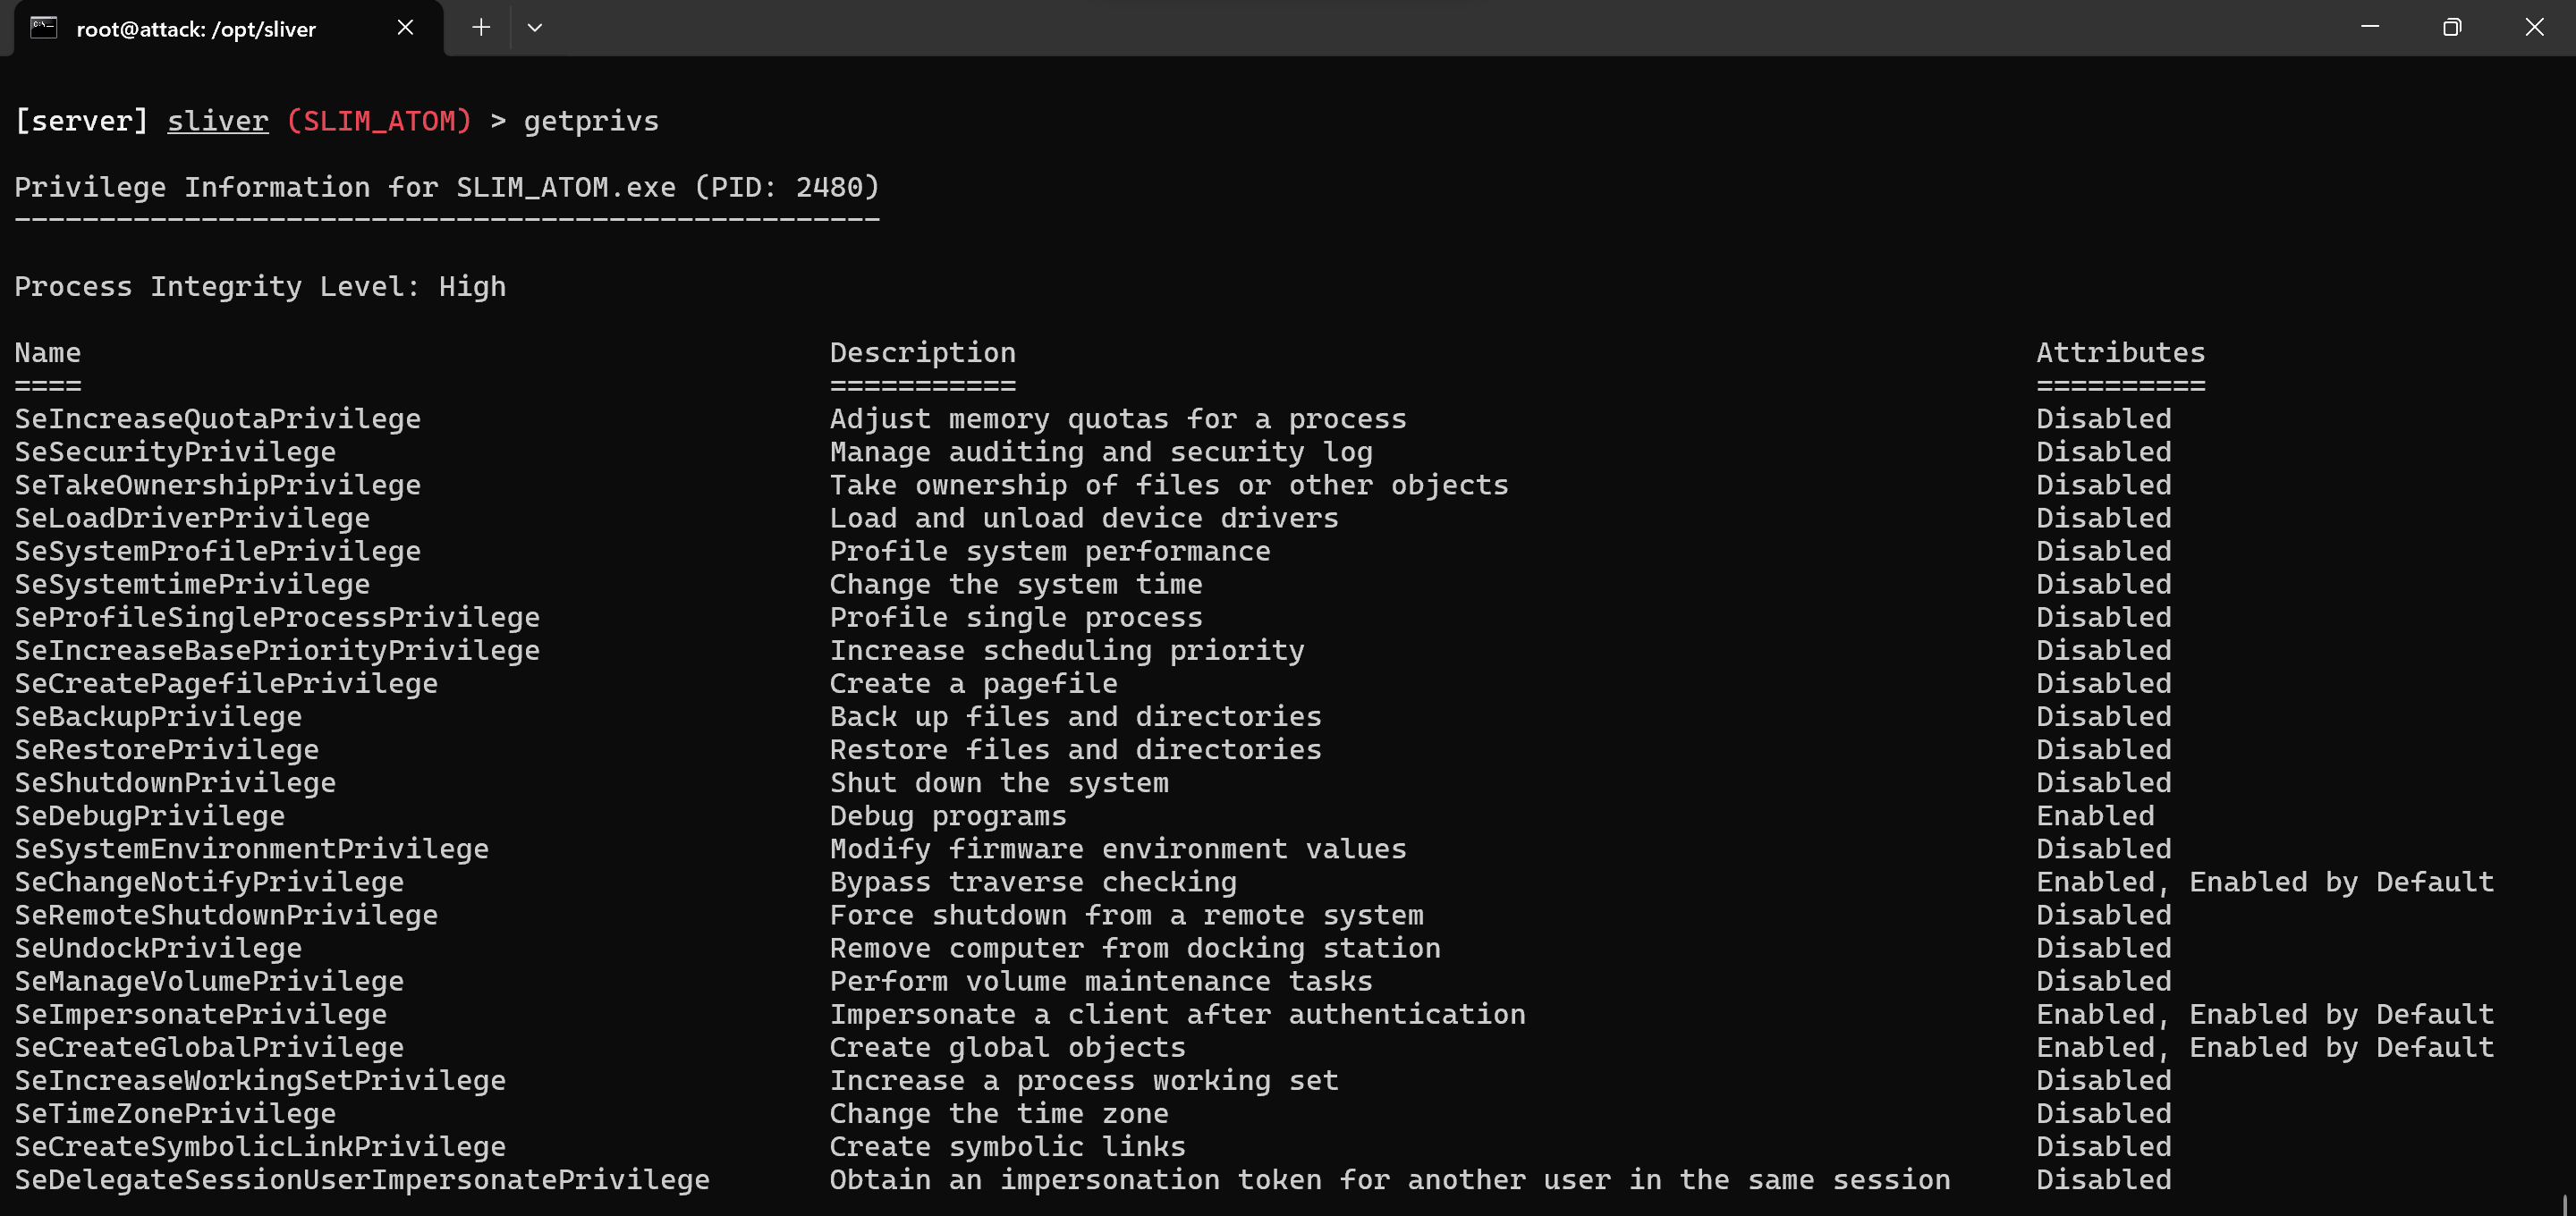 root@attack: /opt/sliver
[server] sliver (SLIM_ATOM) > getprivs
Privilege Information for SLIM_ATOM.exe (PID: 2480)
---------------------------------------------------
Process Integrity Level: High
Name Description Attributes
==== =========== ==========
SeIncreaseQuotaPrivilege Adjust memory quotas for a process Disabled
SeSecurityPrivilege Manage auditing and security log Disabled
SeTakeOwnershipPrivilege Take ownership of files or other objects Disabled
SeLoadDriverPrivilege Load and unload device drivers Disabled
SeSystemProfilePrivilege Profile system performance Disabled
SeSystemtimePrivilege Change the system time Disabled
SeProfileSingleProcessPrivilege Profile single process Disabled
SeIncreaseBasePriorityPrivilege Increase scheduling priority Disabled
SeCreatePagefilePrivilege Create a pagefile Disabled
SeBackupPrivilege Back up files and directories Disabled
SeRestorePrivilege Restore files and directories Disabled
SeShutdownPrivilege Shut down the system Disabled
SeDebugPrivilege Debug programs Enabled
SeSystemEnvironmentPrivilege Modify firmware environment values Disabled
SeChangeNotifyPrivilege Bypass traverse checking Enabled, Enabled by Default
SeRemoteShutdownPrivilege Force shutdown from a remote system Disabled
SeUndockPrivilege Remove computer from docking station Disabled
SeManageVolumePrivilege Perform volume maintenance tasks Disabled
SeImpersonatePrivilege Impersonate a client after authentication Enabled, Enabled by Default
SeCreateGlobalPrivilege Create global objects Enabled, Enabled by Default
SeIncreaseWorkingSetPrivilege Increase a process working set Disabled
SeTimeZonePrivilege Change the time zone Disabled
SeCreateSymbolicLinkPrivilege Create symbolic links Disabled
SeDelegateSessionUserImpersonatePrivilege Obtain an impersonation token for another user in the same session Disabled